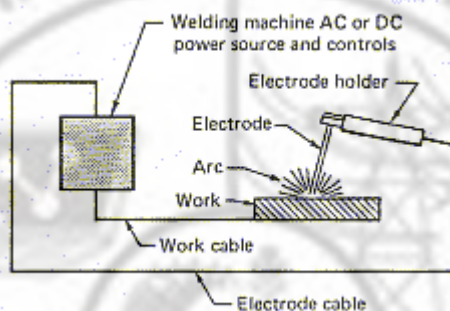 Welding machine AC or DC
power source and controls
Electrode holder
Electrode
Arc
Work
Work cable
Electrode cable